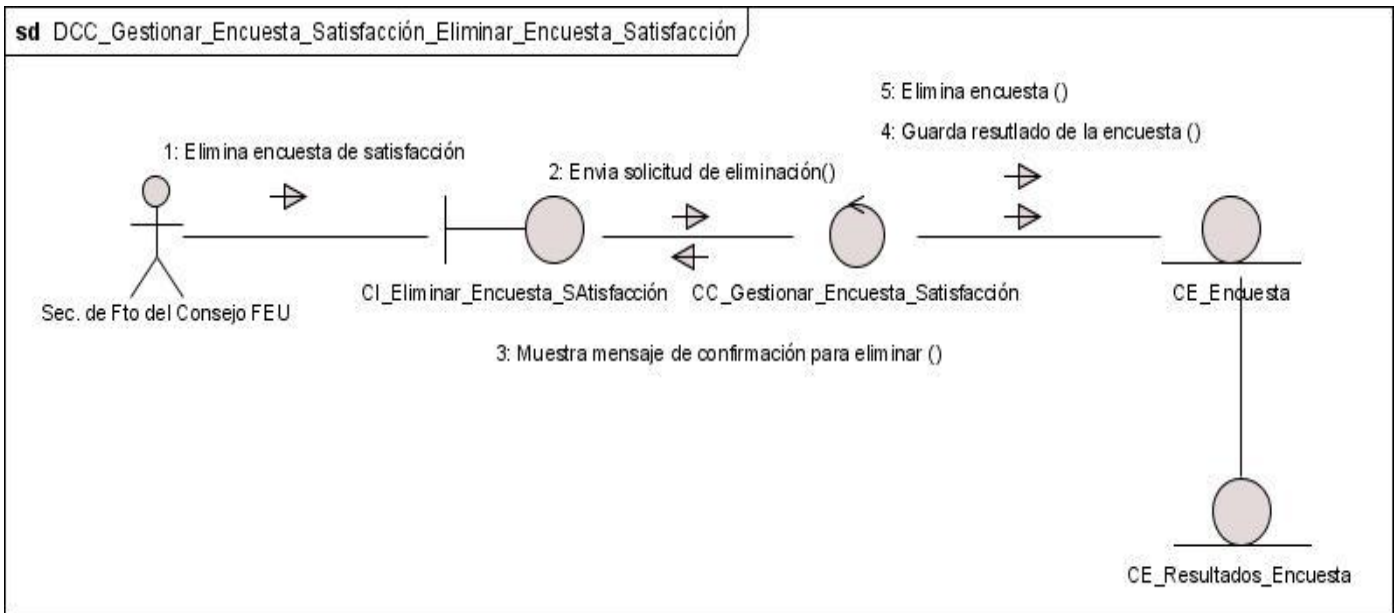 sd DCC_Gestionar_Encuesta_Satisfacción_Eliminar_Encuesta_Satisfacción
5: Elimina encuesta ()
4: Guarda resutlado de la encuesta ()
1: Elimina encuesta de satisfacción
2: Envia solicitud de eliminación()
CI_Eliminar_Encuesta_SAtisfacción
CC_Gestionar_Encuesta_Satisfacción
CE_Encuesta
Sec. de Fto del Consejo FEU
3: Muestra mensaje de confirmación para eliminar ()
CE_Resultados_Encuesta